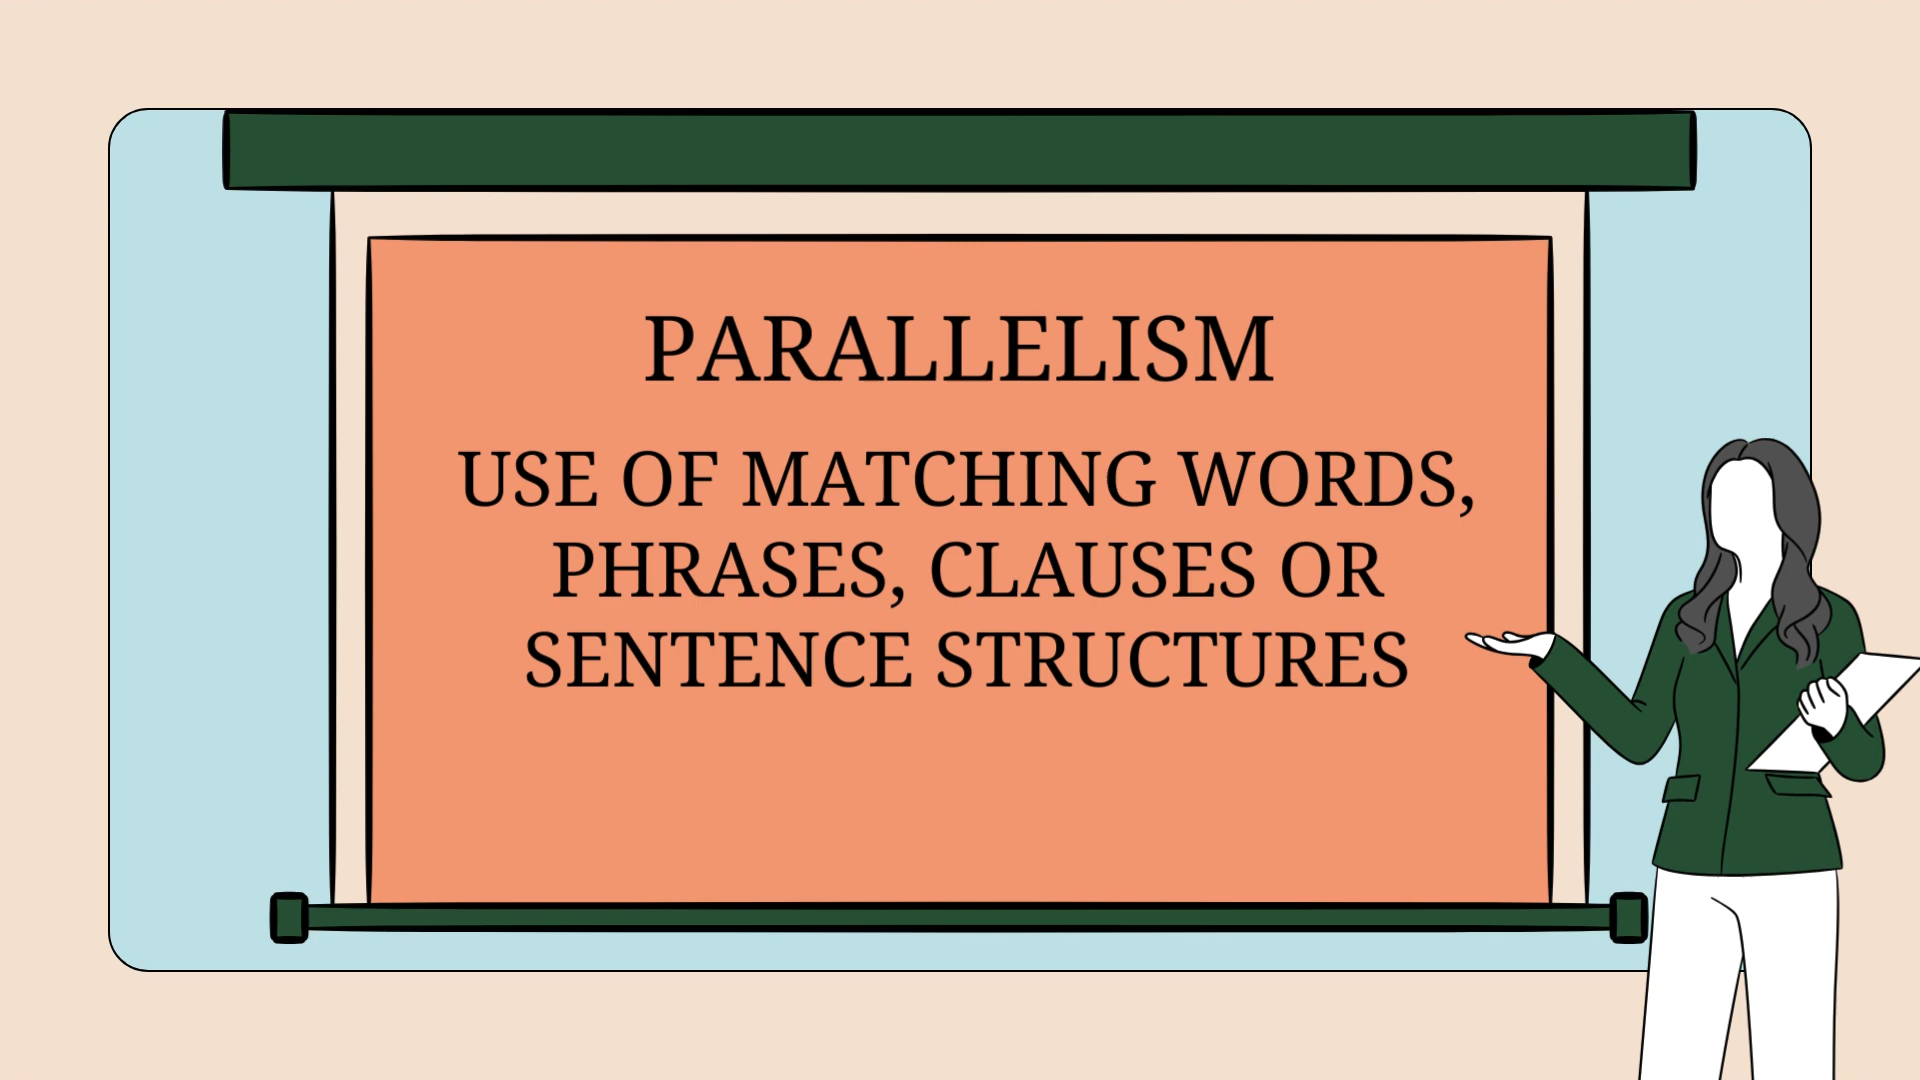 PARALLELISM
USE OF MATCHING WORDS,
PHRASES, CLAUSES OR
SENTENCE STRUCTURES